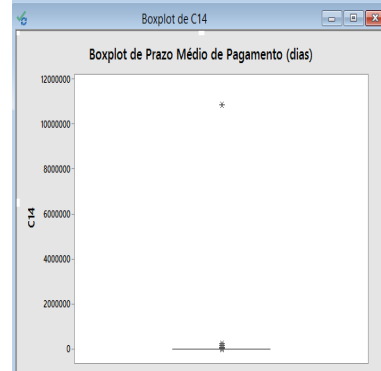 Boxplot de C14
Boxplot de Prazo Médio de Pagamento (dias)
12000000
10000000
8000000
6000000
4000000
2000000
0
C14